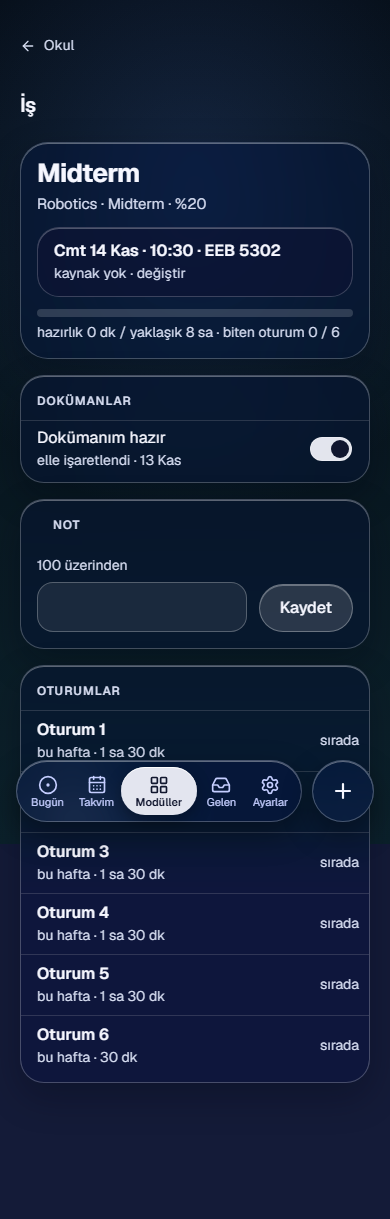 Okul
İş
Midterm
Robotics · Midterm · %20
Cmt 14 Kas · 10:30 · EEB 5302
kaynak yok · değiştir
hazırlık 0 dk / yaklaşık 8 sa · biten oturum 0 / 6
DOKÜMANLAR
Dokümanım hazır
elle işaretlendi · 13 Kas
NOT
100 üzerinden
Kaydet
OTURUMLAR
Oturum 1
bu hafta · 1 sa 30 dk
sırada
Bugün
Takvim
Modüller
Gelen
Ayarlar
Oturum 3
bu hafta · 1 sa 30 dk
sırada
Oturum 4
bu hafta · 1 sa 30 dk
sırada
Oturum 5
bu hafta · 1 sa 30 dk
sırada
Oturum 6
bu hafta · 30 dk
sırada